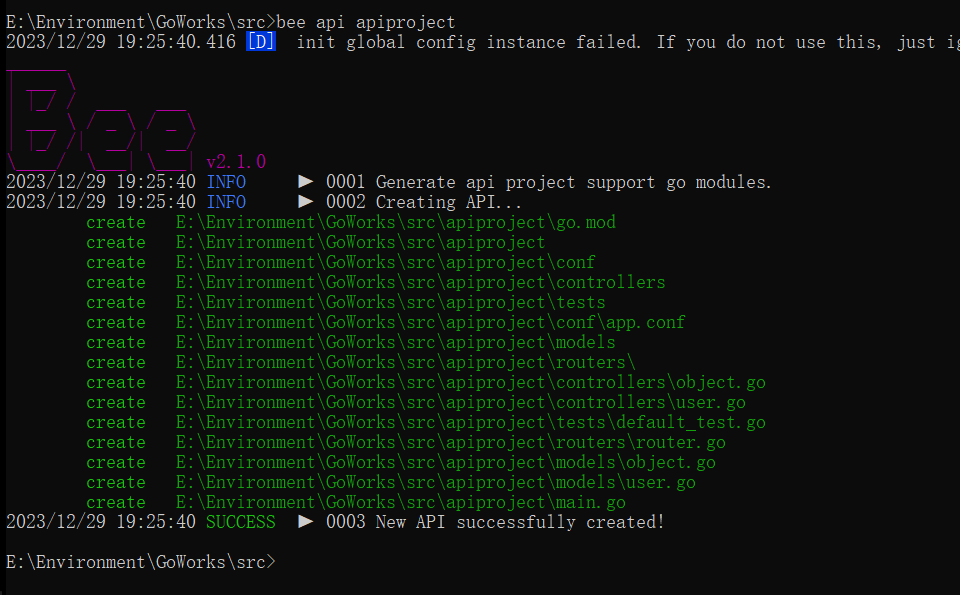 E:\Environment\GoWorks\src>bee api apiproject
2023/12/29 19:25:40.416 [D]  init global config instance failed. If you do not use this, just
Bee v2.1.0
2023/12/29 19:25:40 INFO     ▶ 0001 Generate api project support go modules.
2023/12/29 19:25:40 INFO     ▶ 0002 Creating API...
create   E:\Environment\GoWorks\src\apiproject\go.mod
create   E:\Environment\GoWorks\src\apiproject
create   E:\Environment\GoWorks\src\apiproject\conf
create   E:\Environment\GoWorks\src\apiproject\controllers
create   E:\Environment\GoWorks\src\apiproject\tests
create   E:\Environment\GoWorks\src\apiproject\conf\app.conf
create   E:\Environment\GoWorks\src\apiproject\models
create   E:\Environment\GoWorks\src\apiproject\routers\
create   E:\Environment\GoWorks\src\apiproject\controllers\object.go
create   E:\Environment\GoWorks\src\apiproject\controllers\user.go
create   E:\Environment\GoWorks\src\apiproject\tests\default_test.go
create   E:\Environment\GoWorks\src\apiproject\routers\router.go
create   E:\Environment\GoWorks\src\apiproject\models\object.go
create   E:\Environment\GoWorks\src\apiproject\models\user.go
create   E:\Environment\GoWorks\src\apiproject\main.go
2023/12/29 19:25:40 SUCCESS  ▶ 0003 New API successfully created!
E:\Environment\GoWorks\src>